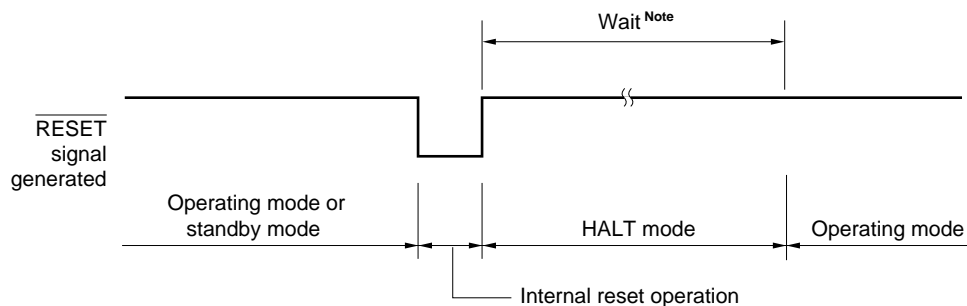 Wait Note
RESET
signal
generated
Operating mode or
standby mode
HALT mode
Operating mode
Internal reset operation